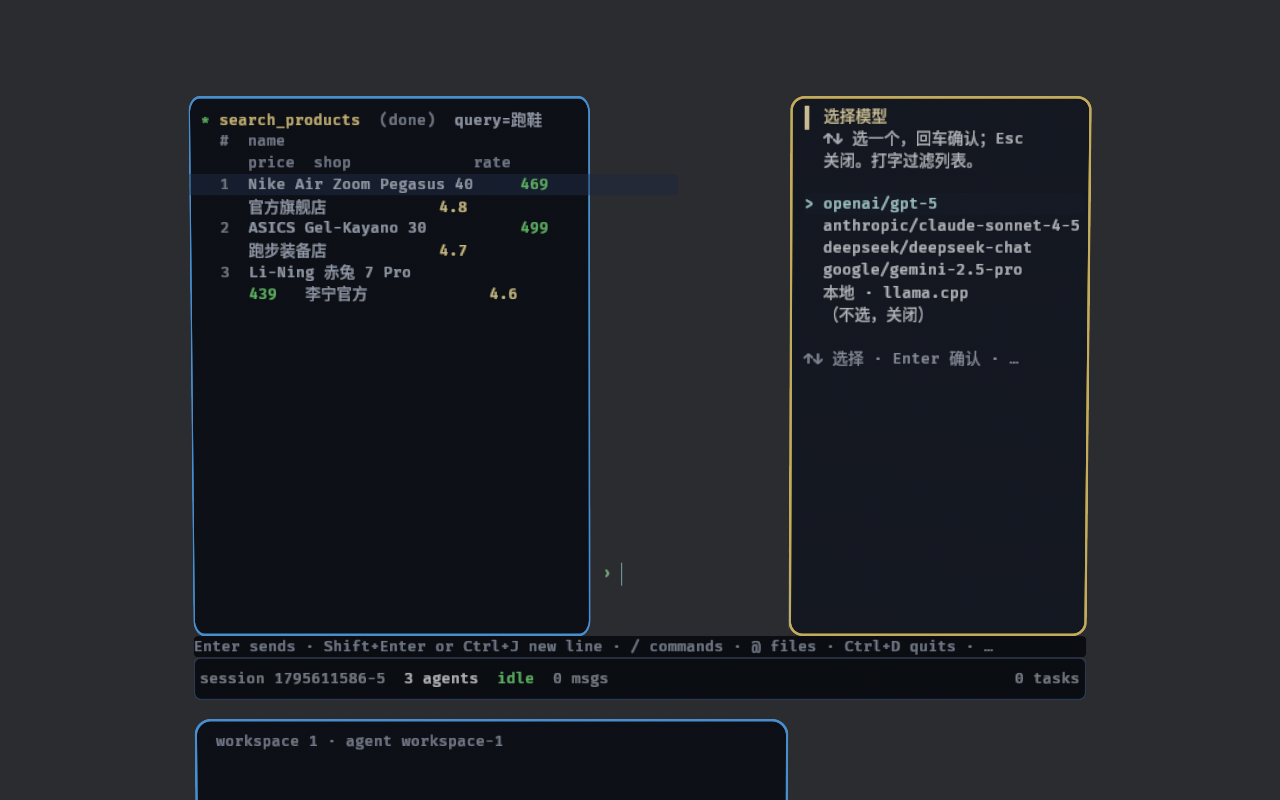 * search_products (done) query=跑鞋
# name
price shop rate
1 Nike Air Zoom Pegasus 40 469
官方旗舰店 4.8
2 ASICS Gel-Kayano 30 499
跑步装备店 4.7
3 Li-Ning 赤兔 7 Pro
439 李宁官方 4.6
选择模型
↑↓ 选一个，回车确认；Esc
关闭。打字过滤列表。
> openai/gpt-5
anthropic/claude-sonnet-4-5
deepseek/deepseek-chat
google/gemini-2.5-pro
本地 · llama.cpp
（不选，关闭）
↑↓ 选择 · Enter 确认 · …
›
Enter sends · Shift+Enter or Ctrl+J new line · / commands · @ files · Ctrl+D quits · …
session 1795611586-5 3 agents idle 0 msgs 0 tasks
workspace 1 · agent workspace-1